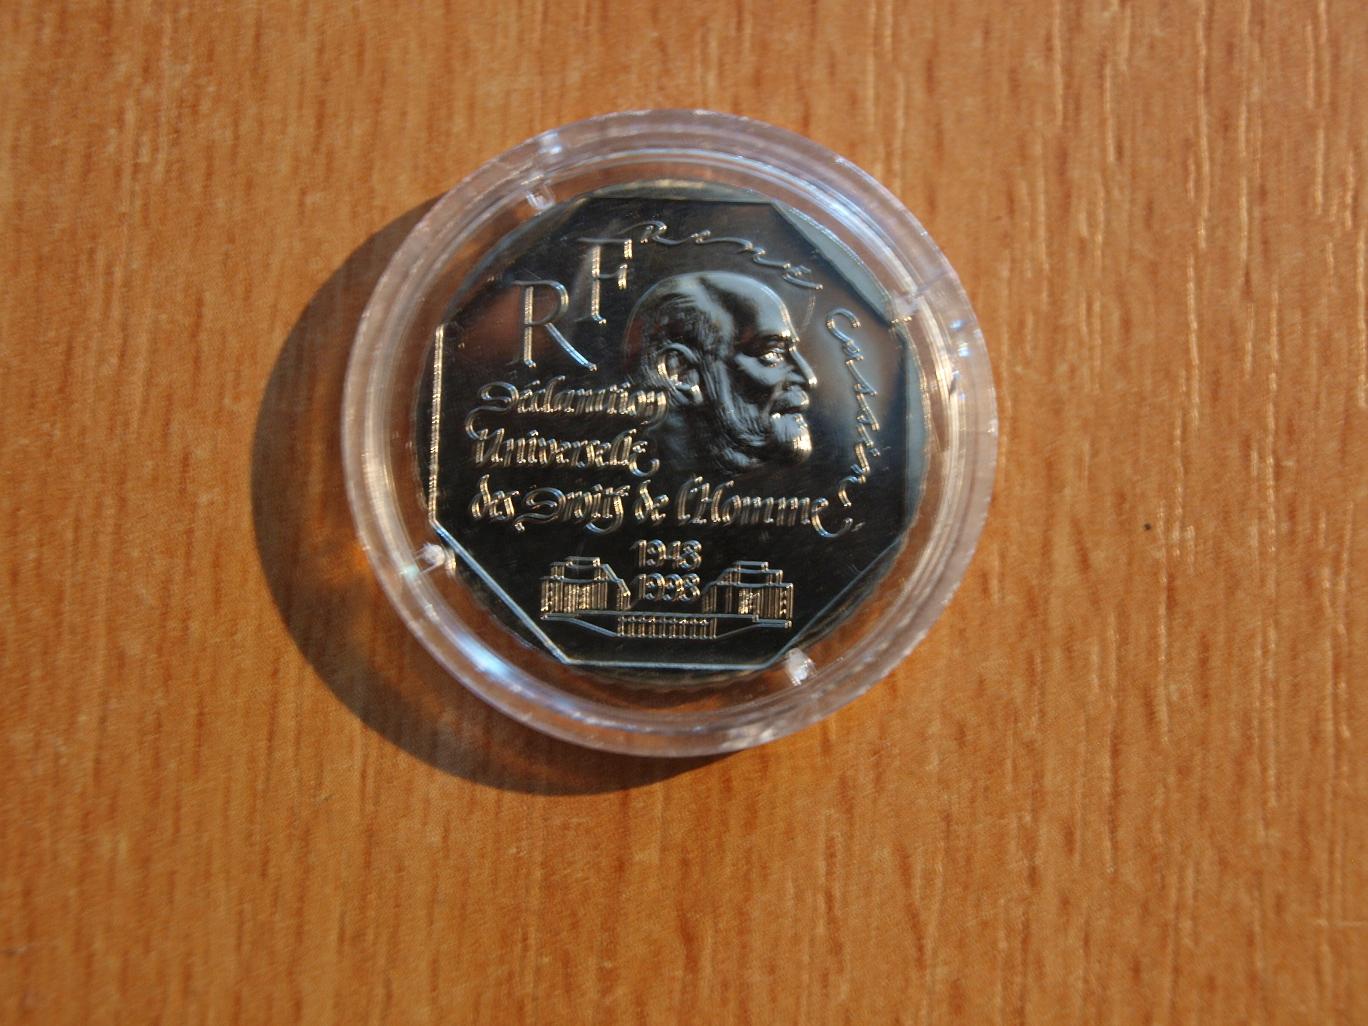 RF
René Cassin
Déclaration
Universelle
des Droits de l'Homme
1948
1998